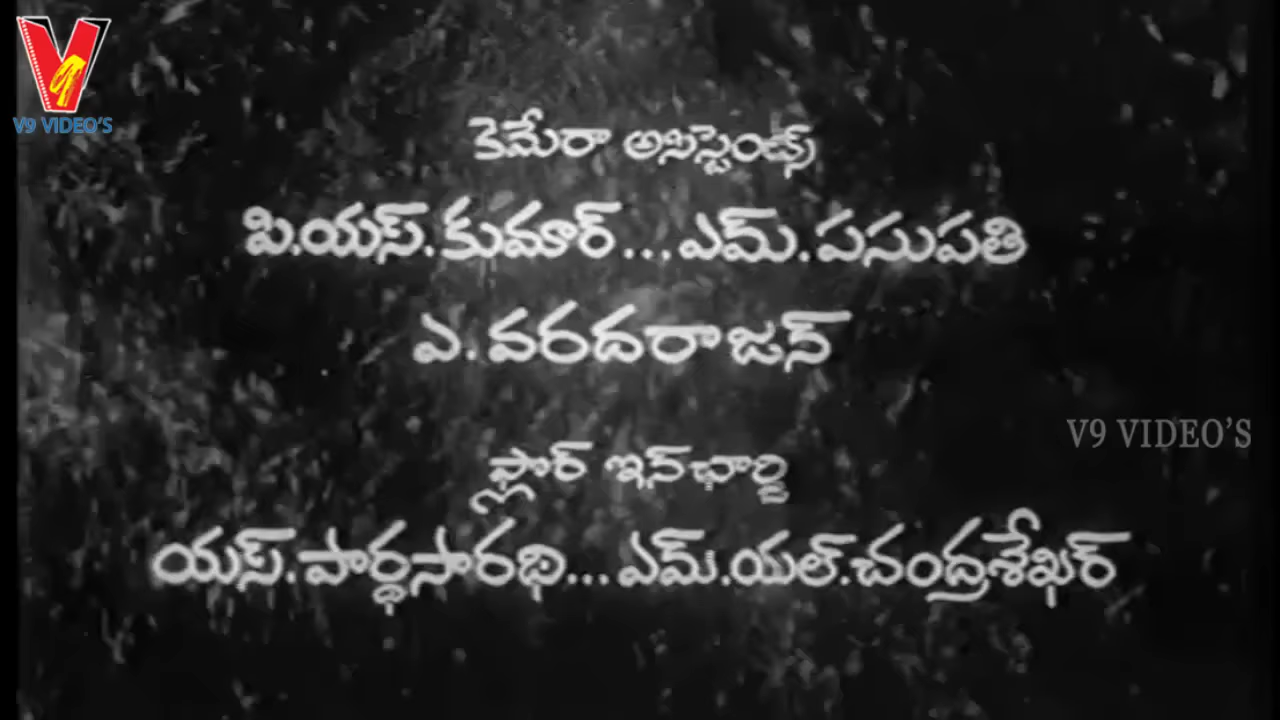 V9 VIDEO'S
కెమేరా అసిస్టెంట్స్
పి.యస్.కుమార్...ఎమ్.పసుపతి
ఎ.వరదరాజన్
V9 VIDEO'S
ఫ్లోర్ ఇన్‌ఛార్జి
యస్.పార్థసారథి...ఎమ్.యల్.చంద్రశేఖర్